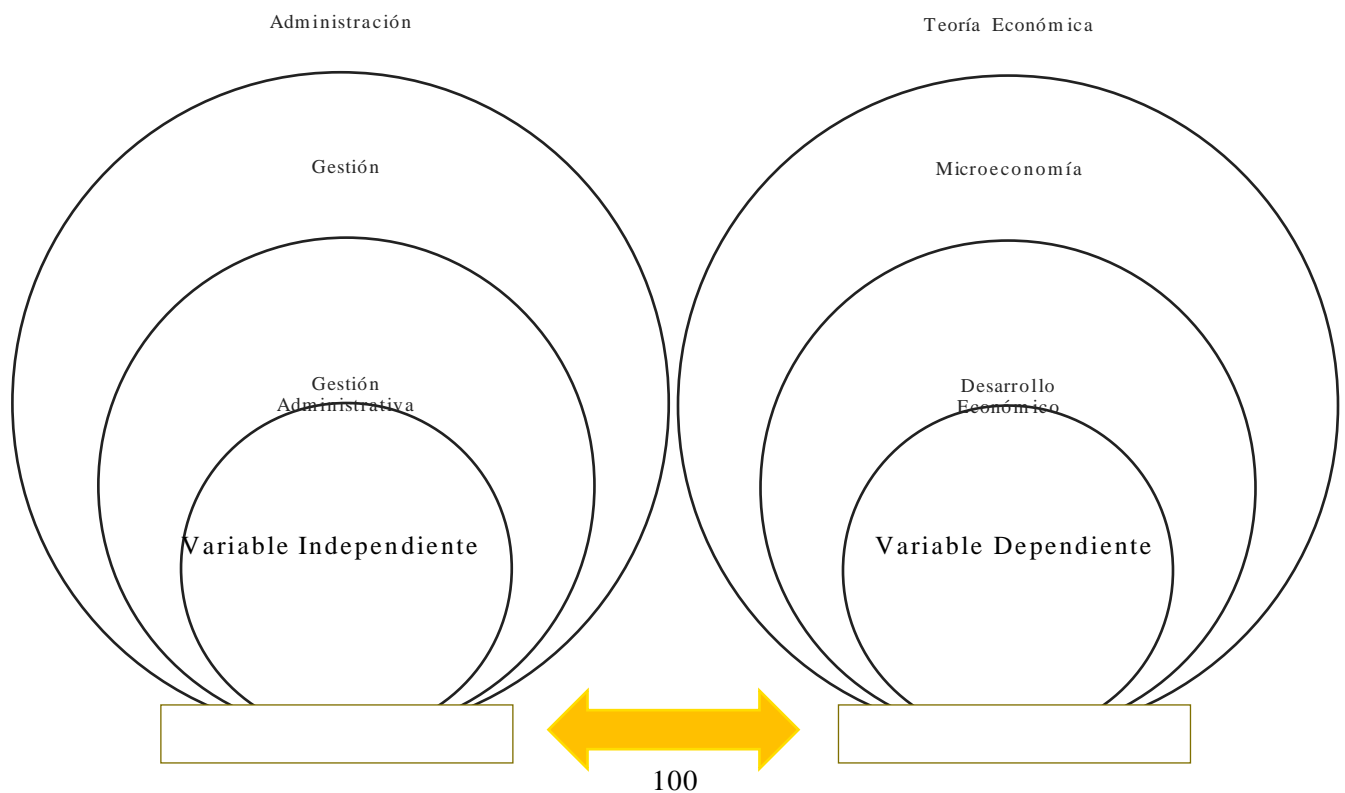 Administración
Teoría Económica
Gestión
Microeconomía
Gestión
Administrativa
Desarrollo
Económico
Variable Independiente
Variable Dependiente
100